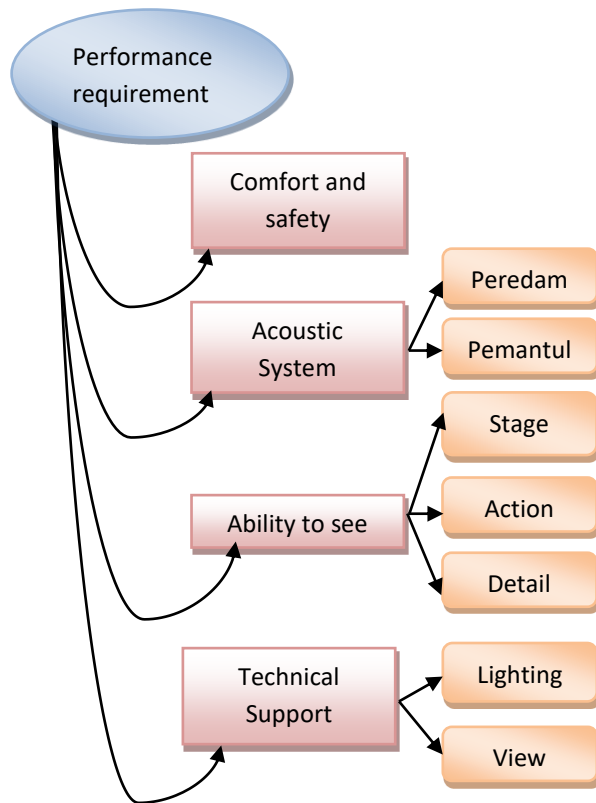 Performance
requirement
Comfort and
safety
Acoustic
System
Peredam
Pemantul
Ability to see
Stage
Action
Detail
Technical
Support
Lighting
View